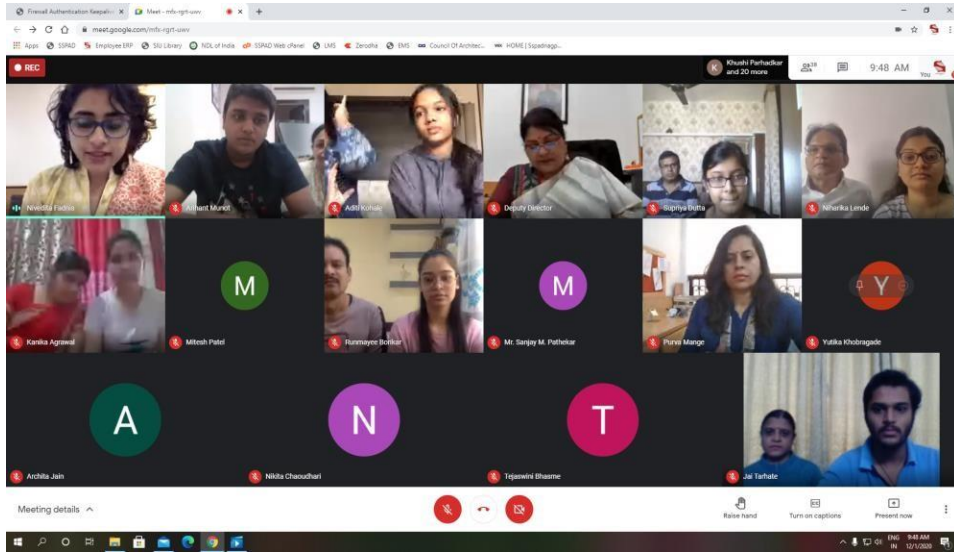 Firewall Authentication Keepaliv
Meet - mfx-rgrt-uwv
meet.google.com/mfx-rgrt-uwv
Apps
SSPAD
Employee ERP
SIU Library
NDL of India
SSPAD Web cPanel
LMS
Zerodha
EMS
Council Of Architec...
HOME | Sspadnagp...
REC
K
Khushi Parhadkar
and 20 more
9:48 AM
You
Nivedita Fadnis
Arihant Munot
Aditi Kohale
Deputy Director
Supriya Dutta
Niharika Lende
M
M
Y
Kanika Agrawal
Mitesh Patel
Runmayee Borikar
Mr. Sanjay M. Pathekar
Purva Mange
Yutika Khobragade
A
N
T
Archita Jain
Nikita Chaoudhari
Tejaswini Bhasme
Jai Tarhate
Meeting details
Raise hand
Turn on captions
Present now
ENG
9:48 AM
IN
12/1/2020